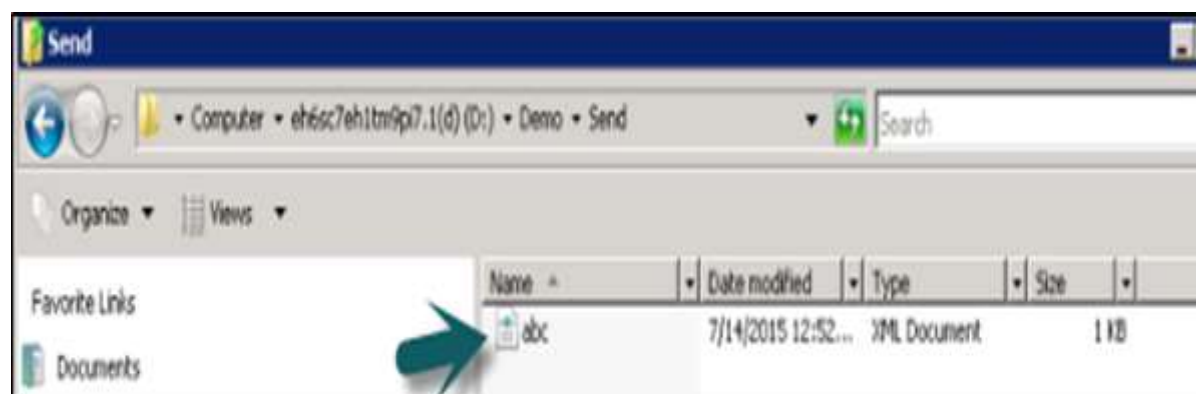 Send
Computer eh6sc7eh1tm9pi7.1(d) (D:) Demo Send
Search
Organize Views
Name Date modified Type Size
Favorite Links
abc 7/14/2015 12:52... XML Document 1 KB
Documents